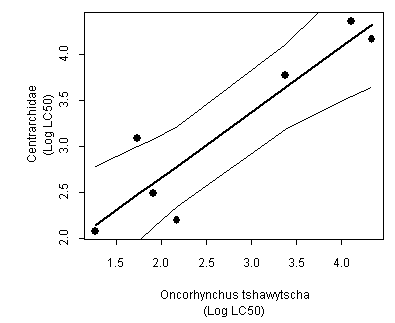 Centrarchidae
(Log LC50)
4.0
3.5
3.0
2.5
2.0
1.5 2.0 2.5 3.0 3.5 4.0
Oncorhynchus tshawytscha
(Log LC50)